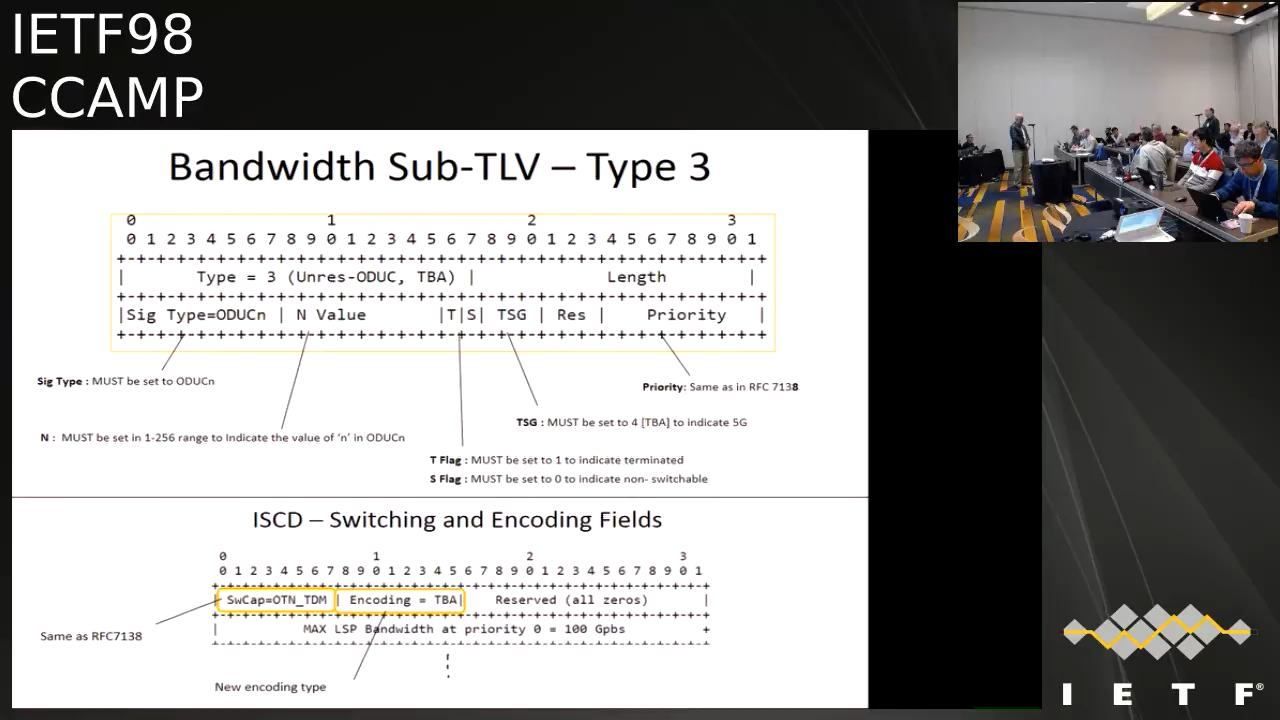 IETF98
CCAMP
Bandwidth Sub-TLV – Type 3
0 1 2 3
0 1 2 3 4 5 6 7 8 9 0 1 2 3 4 5 6 7 8 9 0 1 2 3 4 5 6 7 8 9 0 1
+-+-+-+-+-+-+-+-+-+-+-+-+-+-+-+-+-+-+-+-+-+-+-+-+-+-+-+-+-+-+-+-+
| Type = 3 (Unres-ODUC, TBA) | Length |
+-+-+-+-+-+-+-+-+-+-+-+-+-+-+-+-+-+-+-+-+-+-+-+-+-+-+-+-+-+-+-+-+
|Sig Type=ODUCn | N Value |T|S| TSG | Res | Priority |
+-+-+-+-+-+-+-+-+-+-+-+-+-+-+-+-+-+-+-+-+-+-+-+-+-+-+-+-+-+-+-+-+
Sig Type : MUST be set to ODUCn
Priority: Same as in RFC 7138
TSG : MUST be set to 4 [TBA] to indicate 5G
N : MUST be set in 1-256 range to Indicate the value of ‘n’ in ODUCn
T Flag : MUST be set to 1 to indicate terminated
S Flag : MUST be set to 0 to indicate non- switchable
ISCD – Switching and Encoding Fields
0 1 2 3
0 1 2 3 4 5 6 7 8 9 0 1 2 3 4 5 6 7 8 9 0 1 2 3 4 5 6 7 8 9 0 1
+-+-+-+-+-+-+-+-+-+-+-+-+-+-+-+-+-+-+-+-+-+-+-+-+-+-+-+-+-+-+-+-+
| SwCap=OTN_TDM | Encoding = TBA| Reserved (all zeros) |
+-+-+-+-+-+-+-+-+-+-+-+-+-+-+-+-+-+-+-+-+-+-+-+-+-+-+-+-+-+-+-+-+
| MAX LSP Bandwidth at priority 0 = 100 Gpbs +
+-+-+-+-+-+-+-+-+-+-+-+-+-+-+-+-+-+-+-+-+-+-+-+-+-+-+-+-+-+-+-+-+
Same as RFC7138
New encoding type
I E T F®